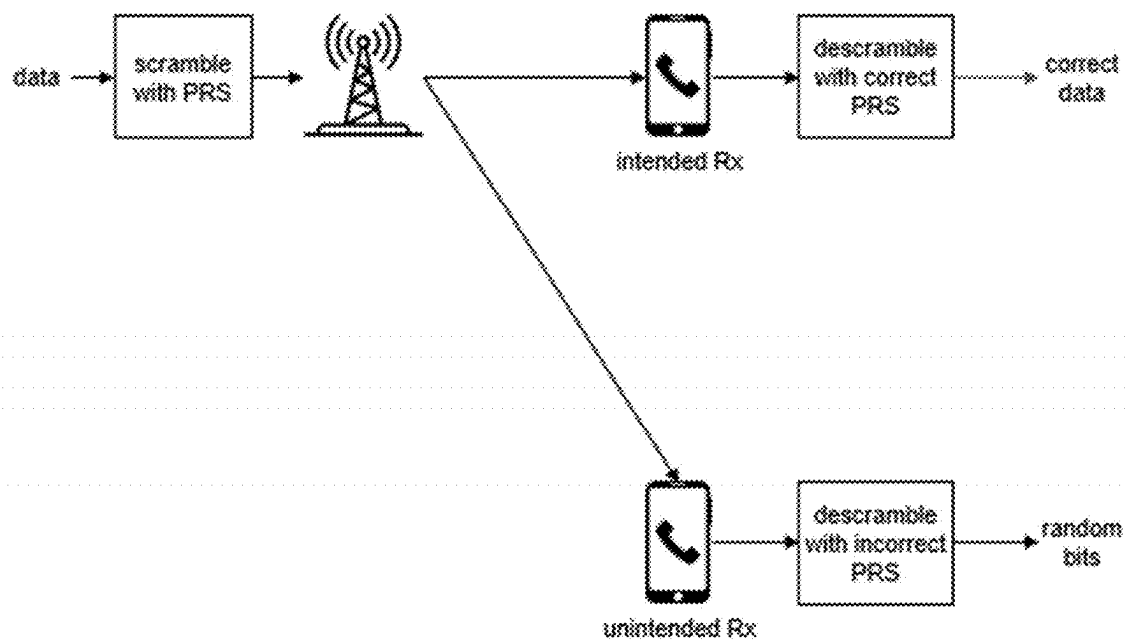 data
scramble
with PRS
intended Rx
descramble
with correct
PRS
correct
data
unintended Rx
descramble
with incorrect
PRS
random
bits